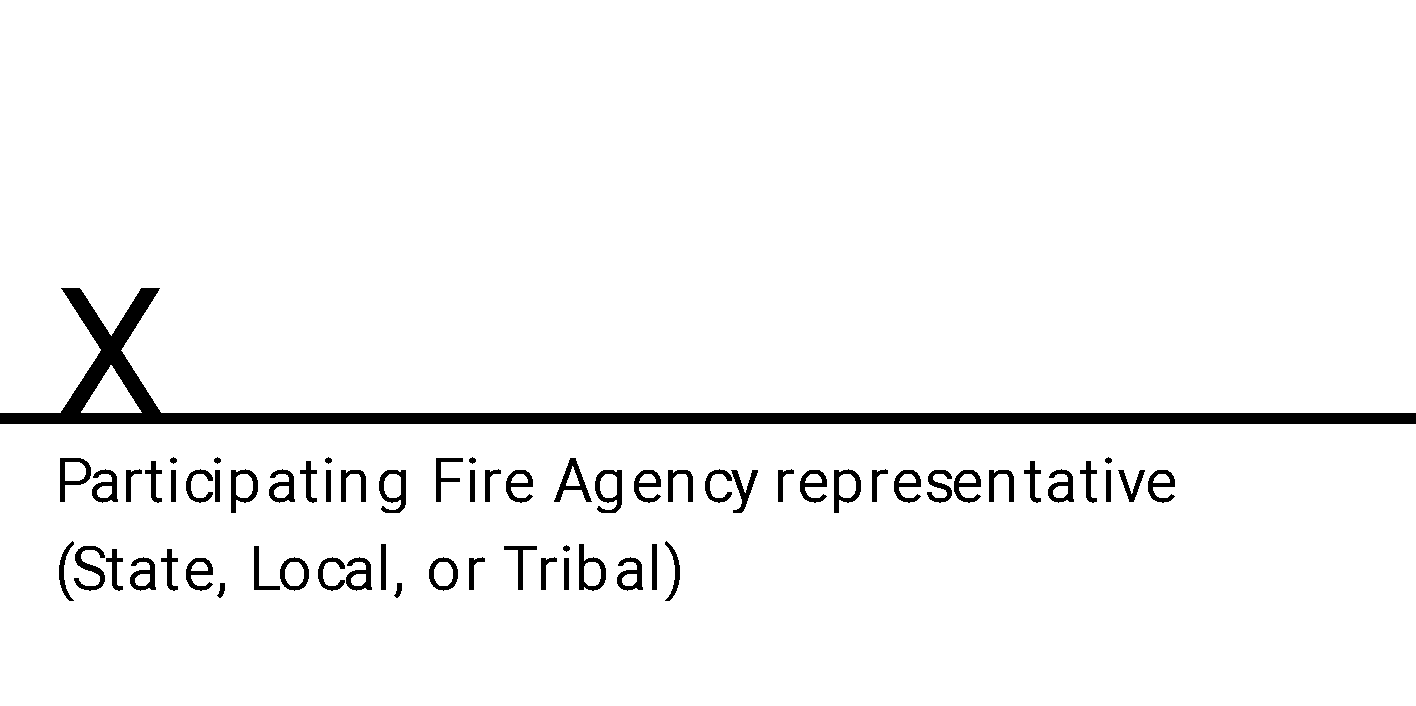 X
Participating Fire Agency representative
(State, Local, or Tribal)